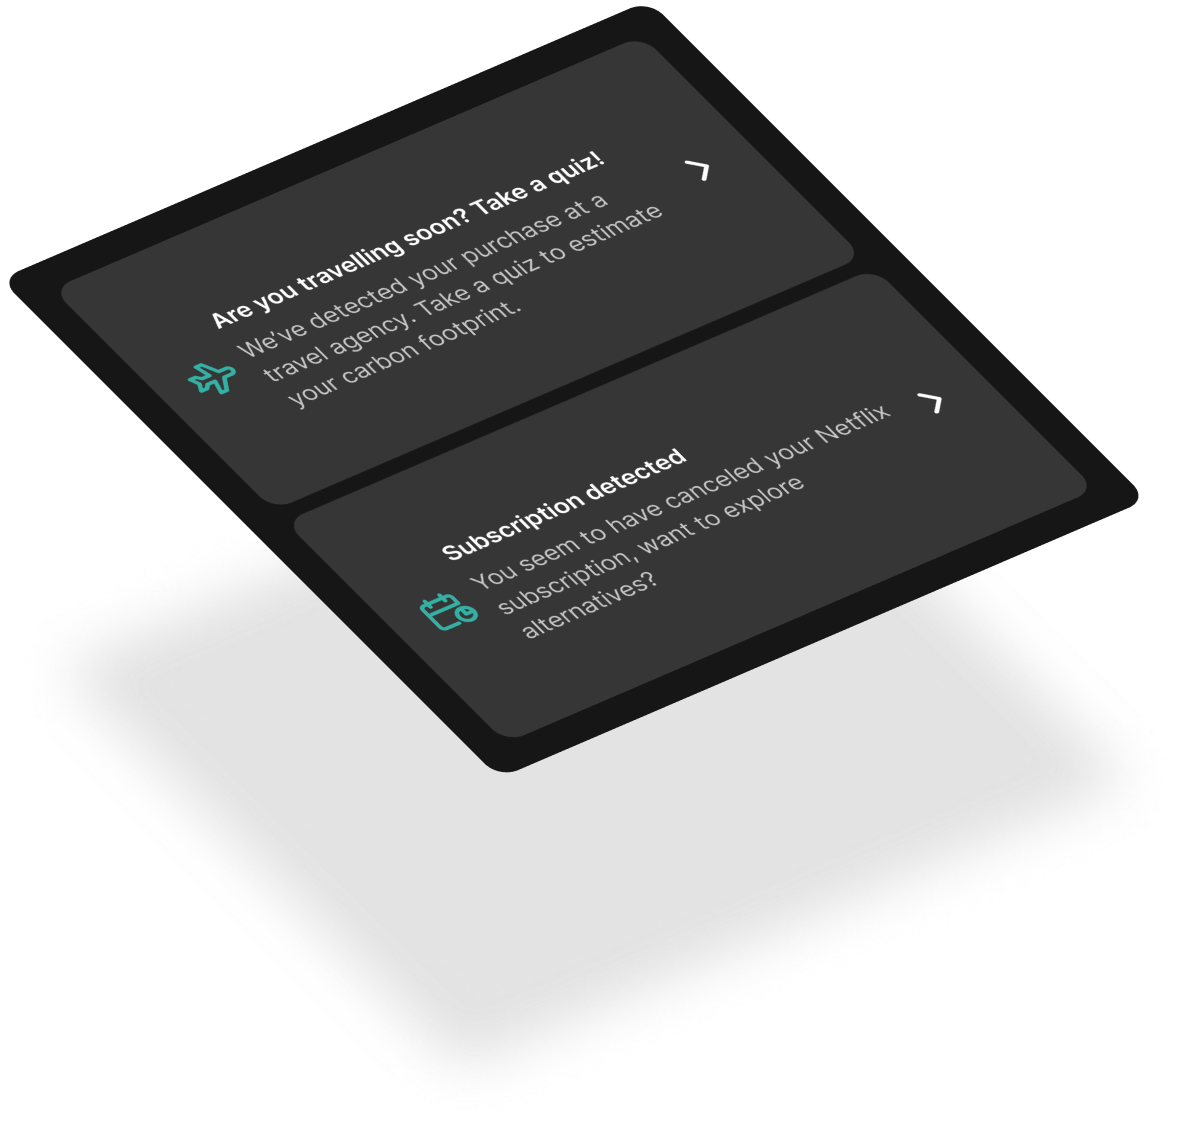 Are you travelling soon? Take a quiz!
We've detected your purchase at a
travel agency. Take a quiz to estimate
your carbon footprint.
Subscription detected
You seem to have canceled your Netflix
subscription, want to explore
alternatives?